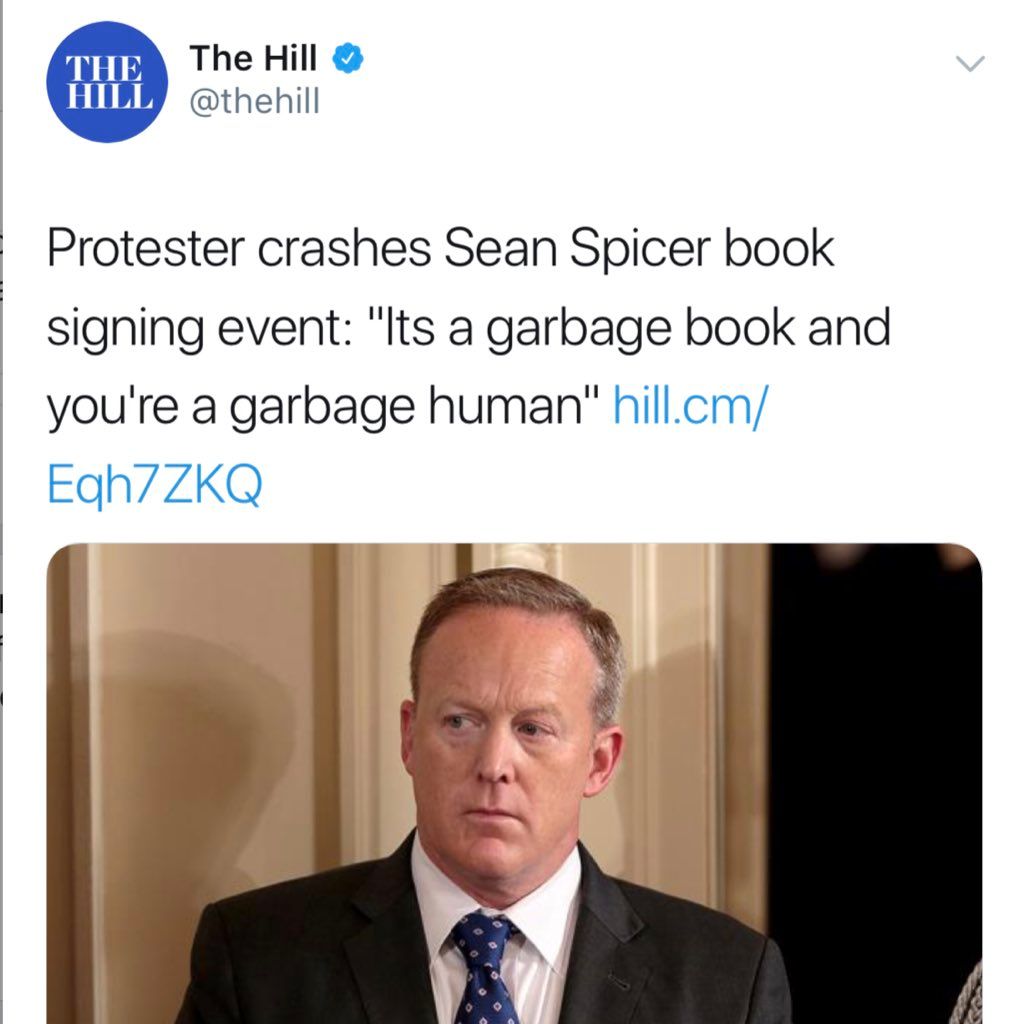 THE
HILL
The Hill
@thehill
Protester crashes Sean Spicer book
signing event: "Its a garbage book and
you're a garbage human" hill.cm/
Eqh7ZKQ